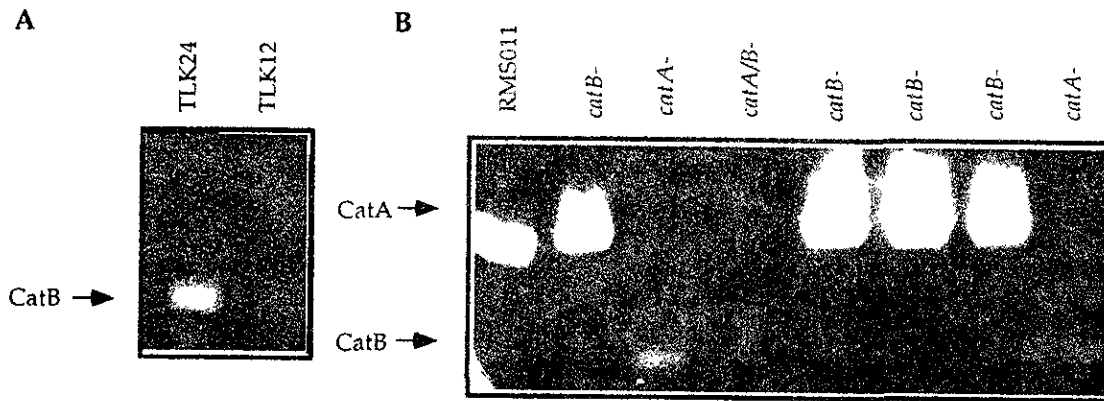 A
TLK24
TLK12
CatB
B
RMS011
catB-
catA-
catA/B-
catB-
catB-
catB-
catA-
CatA
CatB